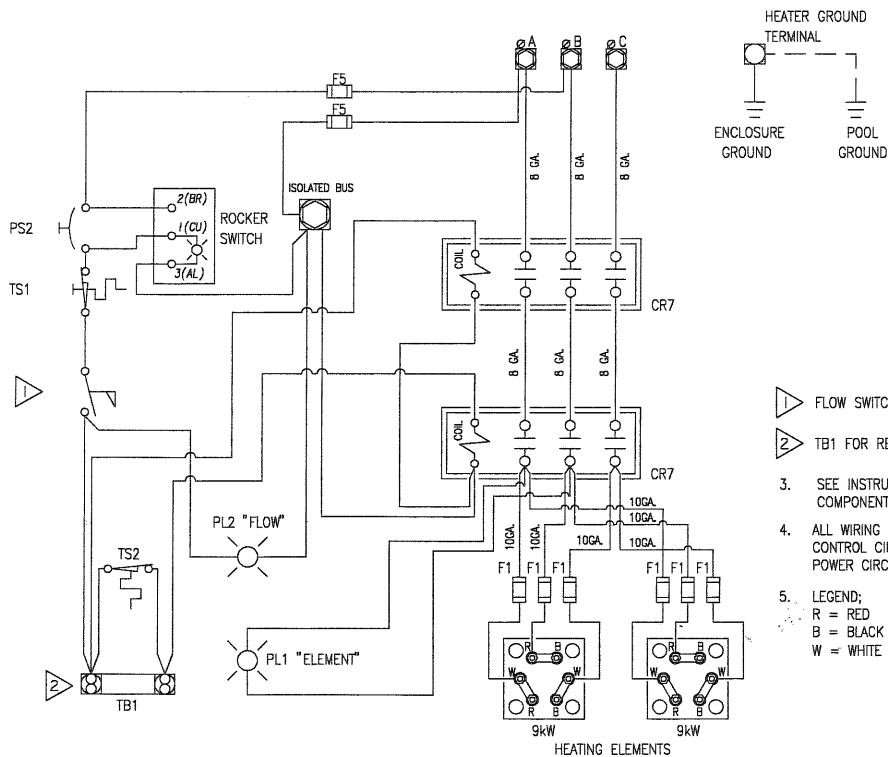 HEATER GROUND
TERMINAL
ENCLOSURE
GROUND
POOL
GROUND
øA
øB
øC
F5
F5
8 GA.
8 GA.
8 GA.
ISOLATED BUS
2(BR)
1(CU)
3(AL)
ROCKER
SWITCH
PS2
TS1
COIL
CR7
8 GA.
8 GA.
8 GA.
1
COIL
CR7
1 FLOW SWITC
2 TB1 FOR RE
3. SEE INSTRU
COMPONENT
4. ALL WIRING
CONTROL CI
POWER CIRC
5. LEGEND;
R = RED
B = BLACK
W = WHITE
10GA.
10GA.
10GA.
10GA.
10GA.
10GA.
PL2 "FLOW"
TS2
F1
F1
F1
F1
F1
F1
PL1 "ELEMENT"
R
B
W
W
R
B
R
B
W
W
R
B
2
TB1
9kW
9kW
HEATING ELEMENTS